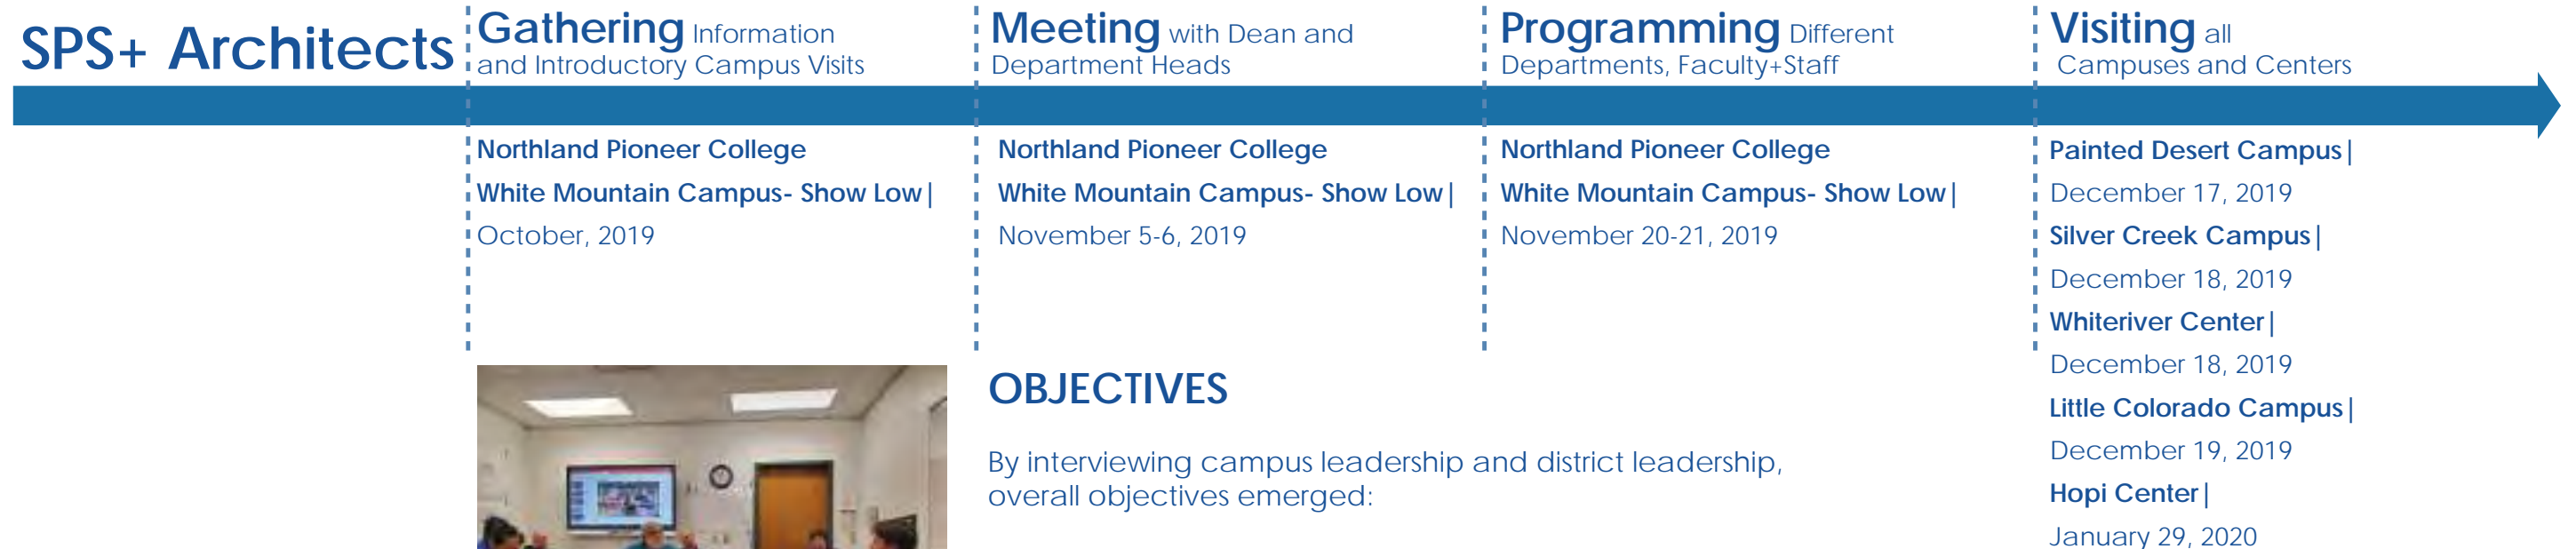 SPS+ Architects
Gathering Information
and Introductory Campus Visits
Northland Pioneer College
White Mountain Campus- Show Low|
October, 2019
Meeting with Dean and
Department Heads
Northland Pioneer College
White Mountain Campus- Show Low|
November 5-6, 2019
Programming Different
Departments, Faculty+Staff
Northland Pioneer College
White Mountain Campus- Show Low|
November 20-21, 2019
Visiting all
Campuses and Centers
Painted Desert Campus|
December 17, 2019
Silver Creek Campus|
December 18, 2019
Whiteriver Center|
December 18, 2019
Little Colorado Campus|
December 19, 2019
Hopi Center|
January 29, 2020
OBJECTIVES
By interviewing campus leadership and district leadership,
overall objectives emerged: